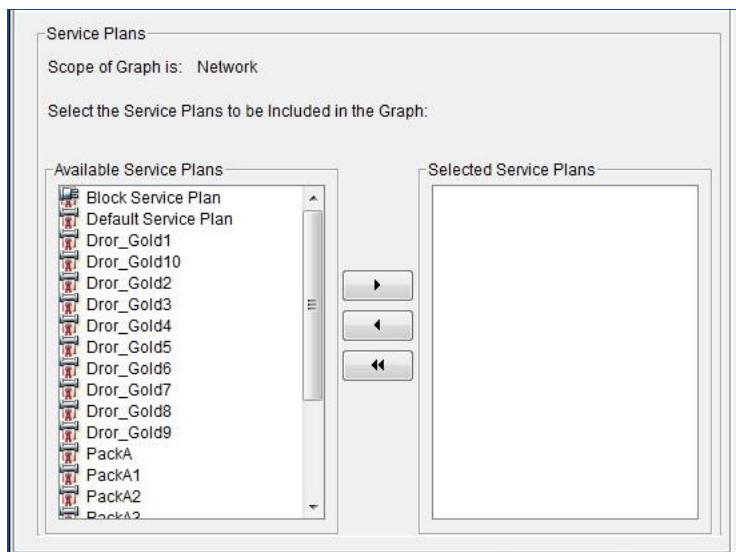 Service Plans
Scope of Graph is: Network
Select the Service Plans to be Included in the Graph:
Available Service Plans
Block Service Plan
Default Service Plan
Dror_Gold1
Dror_Gold10
Dror_Gold2
Dror_Gold3
Dror_Gold4
Dror_Gold5
Dror_Gold6
Dror_Gold7
Dror_Gold8
Dror_Gold9
PackA
PackA1
PackA2
PackA3
Selected Service Plans